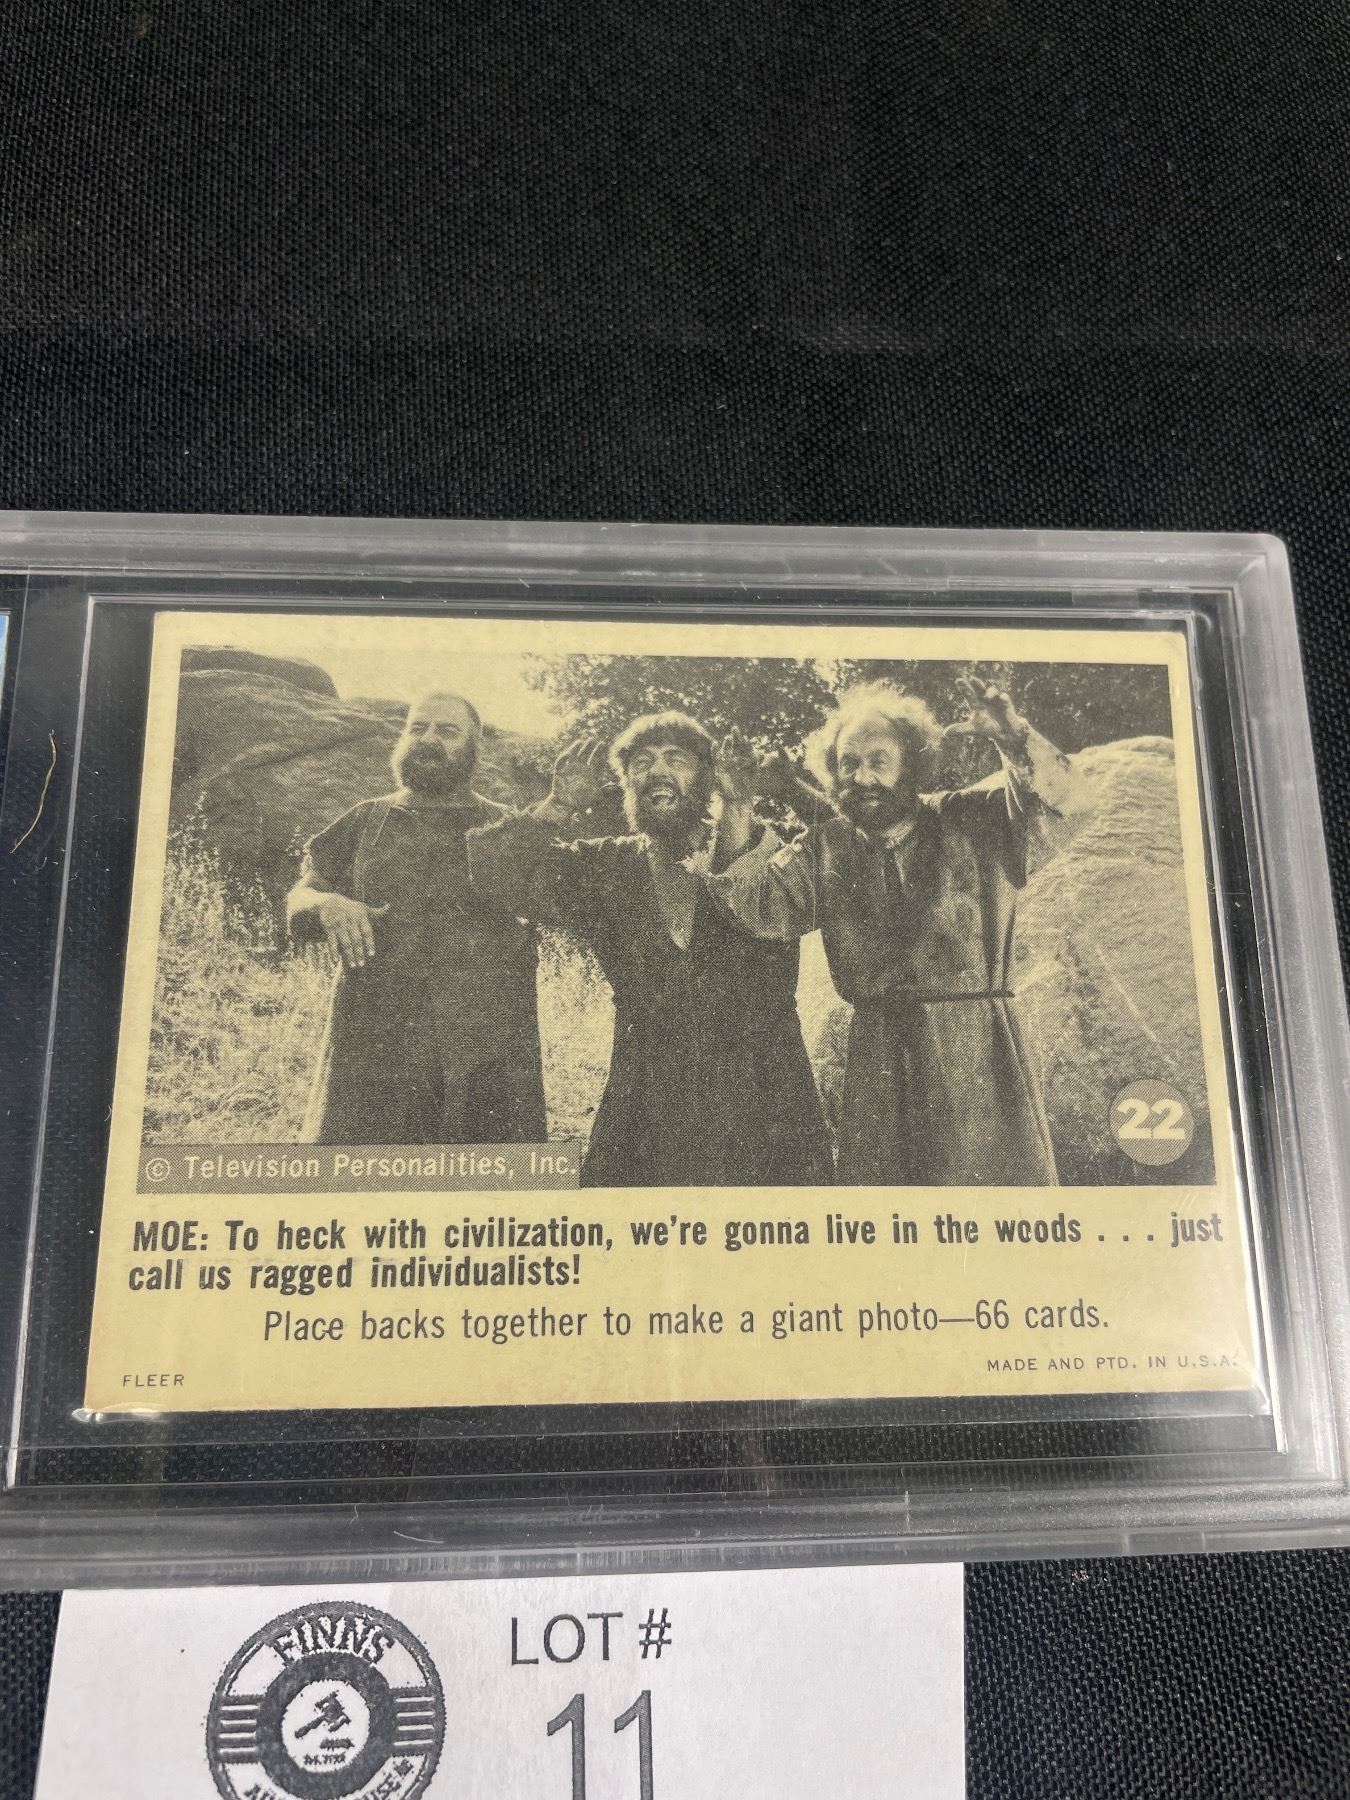 22
© Television Personalities, Inc.
MOE: To heck with civilization, we're gonna live in the woods . . . just
call us ragged individualists!
Place backs together to make a giant photo—66 cards.
FLEER
MADE AND PTD. IN U.S.A.
FINNS
LOT #
11